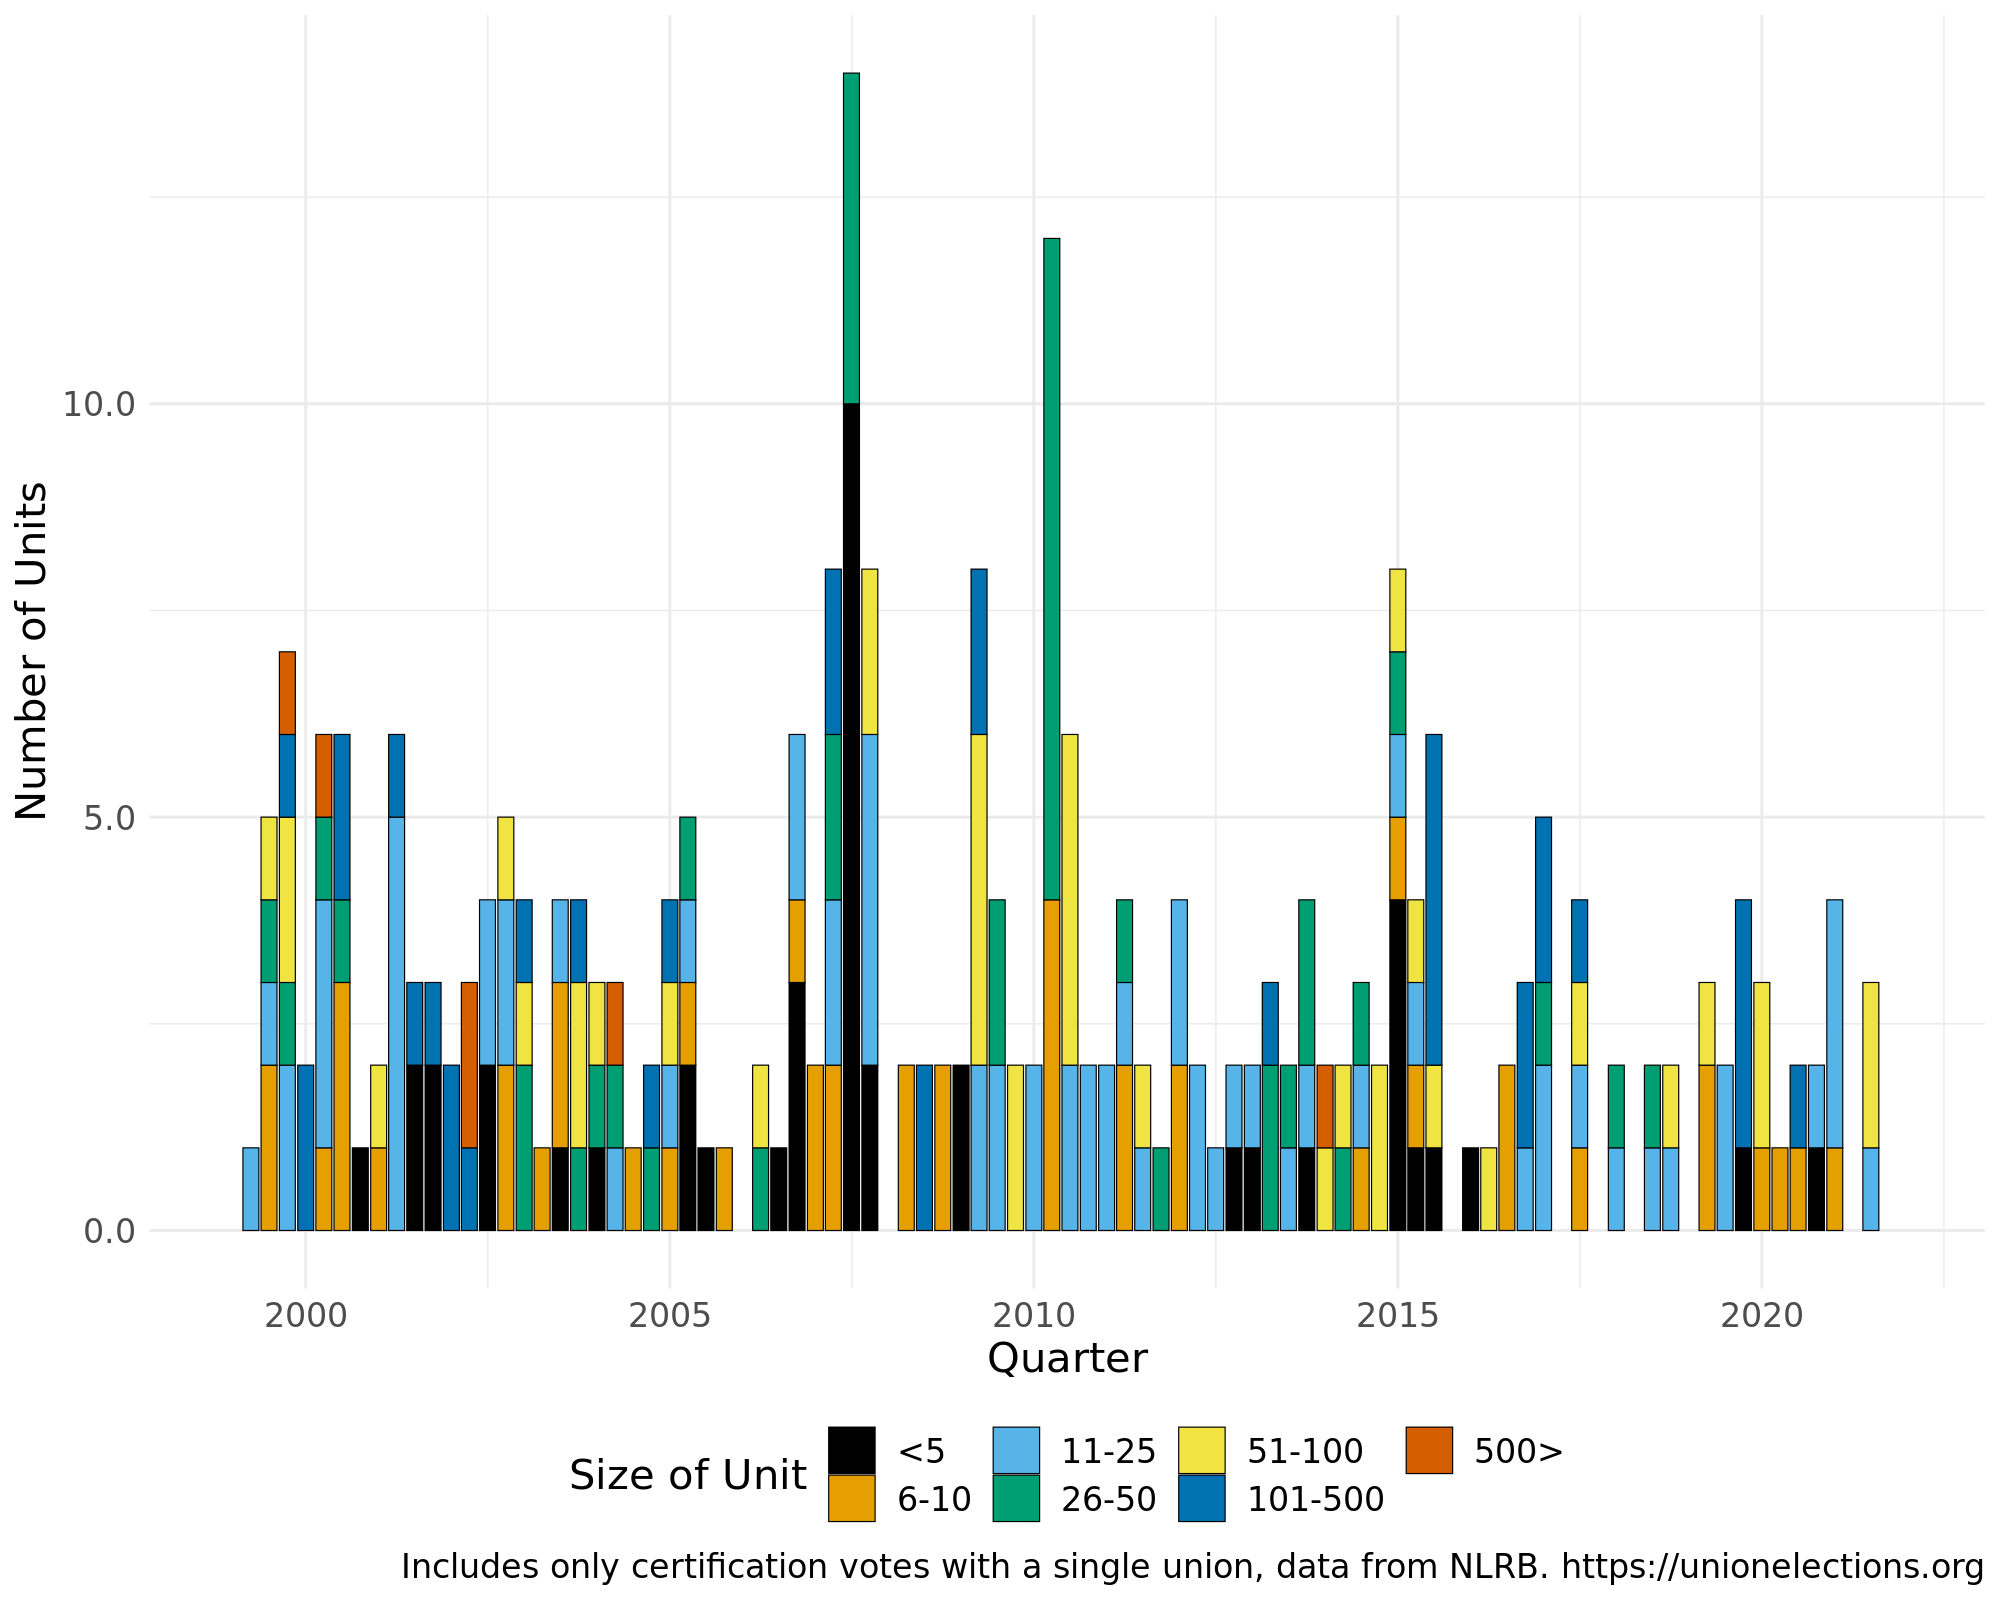 Number of Units
10.0
5.0
0.0
2000 2005 2010 2015 2020
Quarter
Size of Unit
<5 11-25 51-100 500>
6-10 26-50 101-500
Includes only certification votes with a single union, data from NLRB. https://unionelections.org